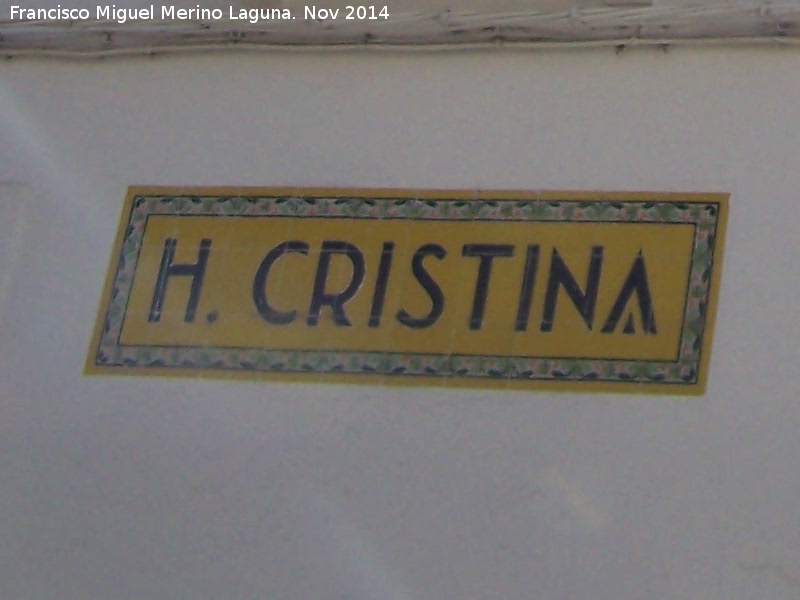 Francisco Miguel Merino Laguna. Nov 2014
H. CRISTINA